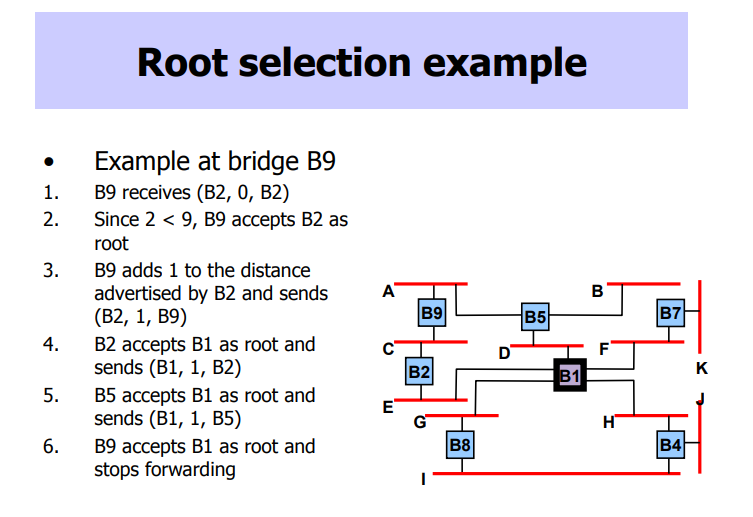 Root selection example
• Example at bridge B9
1. B9 receives (B2, 0, B2)
2. Since 2 < 9, B9 accepts B2 as
root
3. B9 adds 1 to the distance
advertised by B2 and sends
(B2, 1, B9)
4. B2 accepts B1 as root and
sends (B1, 1, B2)
5. B5 accepts B1 as root and
sends (B1, 1, B5)
6. B9 accepts B1 as root and
stops forwarding
A
B
B9
B5
B7
C
D
F
B2
B1
K
E
J
G
H
B8
B4
I